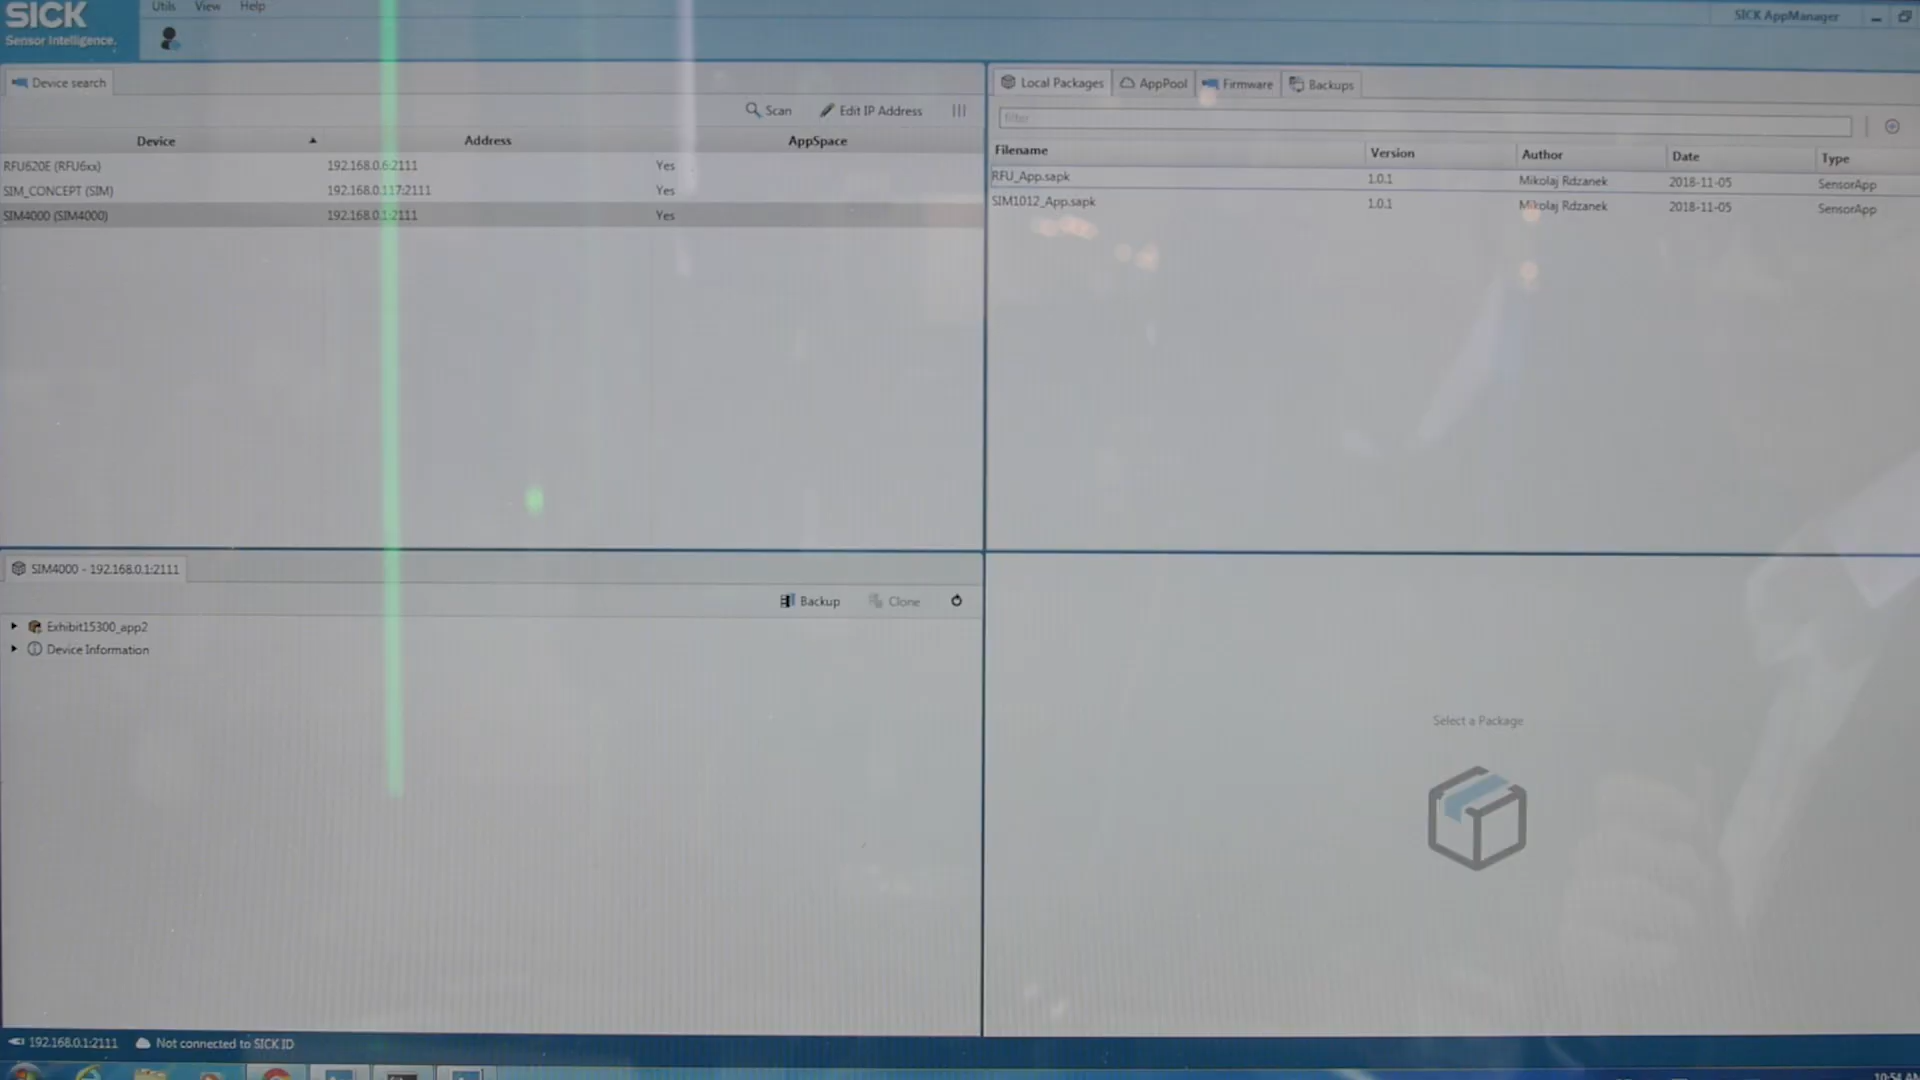 SICK
Sensor Intelligence.
Utils View Help
SICK AppManager
Device search
Scan Edit IP Address
Device Address AppSpace
RFU620E (RFU6xx) 192.168.0.6:2111 Yes
SIM_CONCEPT (SIM) 192.168.0.117:2111 Yes
SIM4000 (SIM4000) 192.168.0.1:2111 Yes
Local Packages AppPool Firmware Backups
filter
Filename Version Author Date Type
RFU_App.sapk 1.0.1 Mikolaj Rdzanek 2018-11-05 SensorApp
SIM1012_App.sapk 1.0.1 Mikolaj Rdzanek 2018-11-05 SensorApp
SIM4000 - 192.168.0.1:2111
Backup Clone
Exhibit15300_app2
Device Information
Select a Package
192.168.0.1:2111 Not connected to SICK ID
10:54 AM